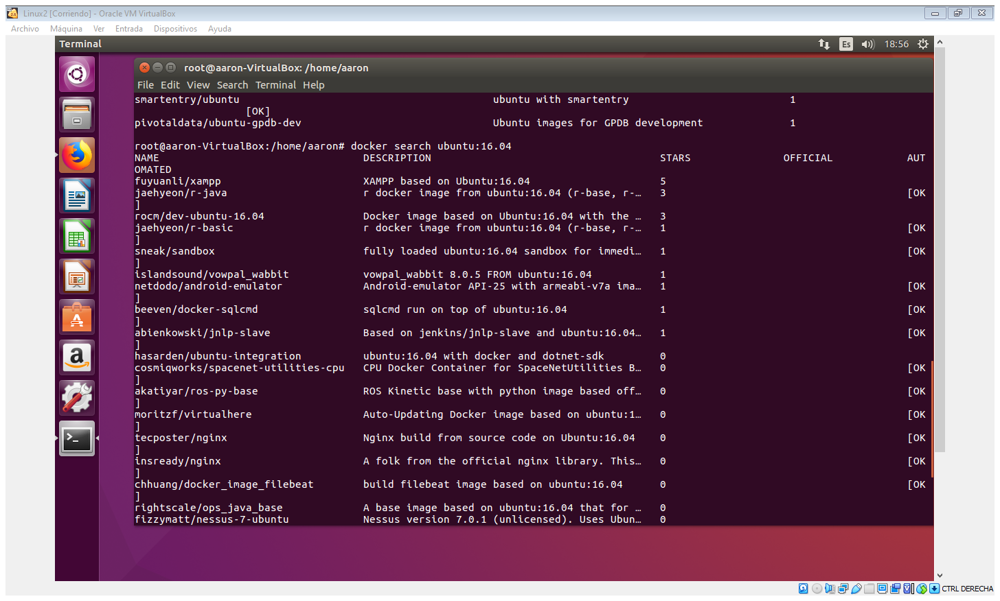 Linux2 [Corriendo] - Oracle VM VirtualBox
Archivo Máquina Ver Entrada Dispositivos Ayuda
Terminal Es 18:56
root@aaron-VirtualBox: /home/aaron
File Edit View Search Terminal Help
smartentry/ubuntu ubuntu with smartentry 1
[OK]
pivotaldata/ubuntu-gpdb-dev Ubuntu images for GPDB development 1
root@aaron-VirtualBox:/home/aaron# docker search ubuntu:16.04
NAME DESCRIPTION STARS OFFICIAL AUT
OMATED
fuyuanli/xampp XAMPP based on Ubuntu:16.04 5
jaehyeon/r-java r docker image from ubuntu:16.04 (r-base, r-… 3 [OK
]
rocm/dev-ubuntu-16.04 Docker image based on Ubuntu:16.04 with the … 3
jaehyeon/r-basic r docker image from ubuntu:16.04 (r-base, r-… 1 [OK
]
sneak/sandbox fully loaded ubuntu:16.04 sandbox for immedi… 1 [OK
]
islandsound/vowpal_wabbit vowpal_wabbit 8.0.5 FROM ubuntu:16.04 1
netdodo/android-emulator Android-emulator API-25 with armeabi-v7a ima… 1 [OK
]
beeven/docker-sqlcmd sqlcmd run on top of ubuntu:16.04 1 [OK
]
abienkowski/jnlp-slave Based on jenkins/jnlp-slave and ubuntu:16.04… 1 [OK
]
hasarden/ubuntu-integration ubuntu:16.04 with docker and dotnet-sdk 0
cosmiqworks/spacenet-utilities-cpu CPU Docker Container for SpaceNetUtilities B… 0 [OK
]
akatiyar/ros-py-base ROS Kinetic base with python image based off… 0 [OK
]
moritzf/virtualhere Auto-Updating Docker image based on ubuntu:1… 0 [OK
]
tecposter/nginx Nginx build from source code on Ubuntu:16.04 0 [OK
]
insready/nginx A folk from the official nginx library. This… 0 [OK
]
chhuang/docker_image_filebeat build filebeat image based on ubuntu:16.04 0 [OK
]
rightscale/ops_java_base A base image based on ubuntu:16.04 that for … 0
fizzymatt/nessus-7-ubuntu Nessus version 7.0.1 (unlicensed). Uses Ubun… 0
CTRL DERECHA